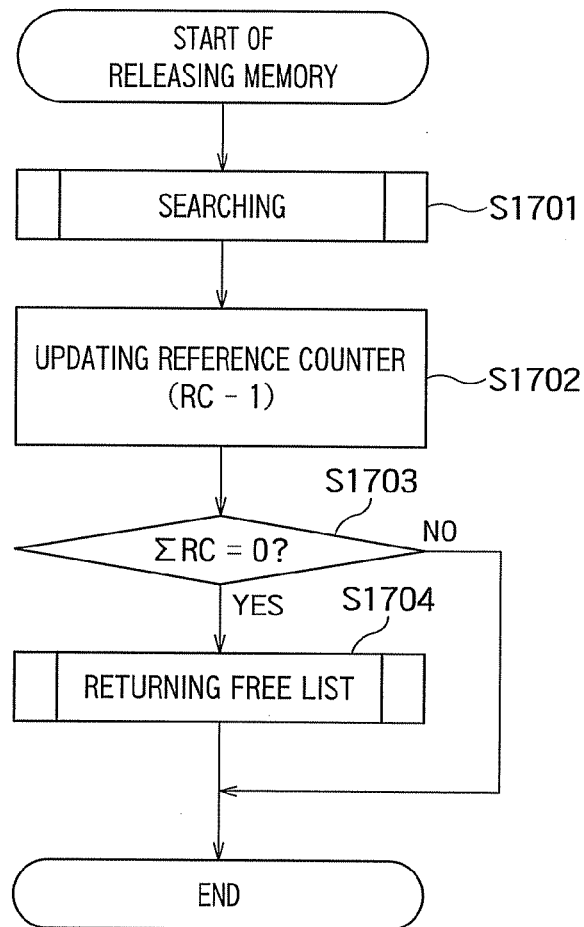 START OF
RELEASING MEMORY
SEARCHING
S1701
UPDATING REFERENCE COUNTER
(RC - 1)
S1702
S1703
ΣRC = 0?
NO
YES
S1704
RETURNING FREE LIST
END